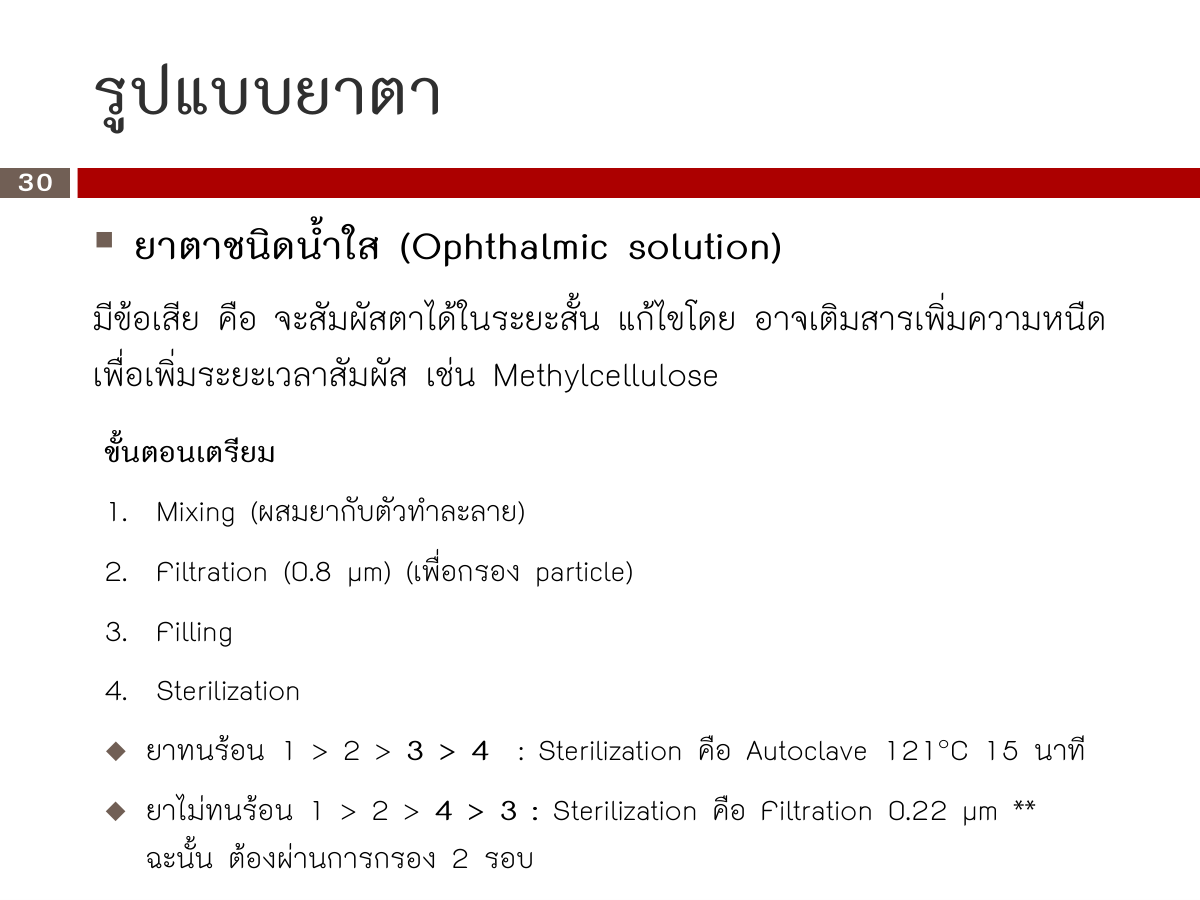 รูปแบบยาตา
30
▪ ยาตาชนิดน้ำใส (Ophthalmic solution)
มีข้อเสีย คือ จะสัมผัสตาได้ในระยะสั้น แก้ไขโดย อาจเติมสารเพิ่มความหนืด
เพื่อเพิ่มระยะเวลาสัมผัส เช่น Methylcellulose
ขั้นตอนเตรียม
1. Mixing (ผสมยากับตัวทำละลาย)
2. Filtration (0.8 µm) (เพื่อกรอง particle)
3. Filling
4. Sterilization
◆ ยาทนร้อน 1 > 2 > 3 > 4 : Sterilization คือ Autoclave 121°C 15 นาที
◆ ยาไม่ทนร้อน 1 > 2 > 4 > 3 : Sterilization คือ Filtration 0.22 µm **
ฉะนั้น ต้องผ่านการกรอง 2 รอบ